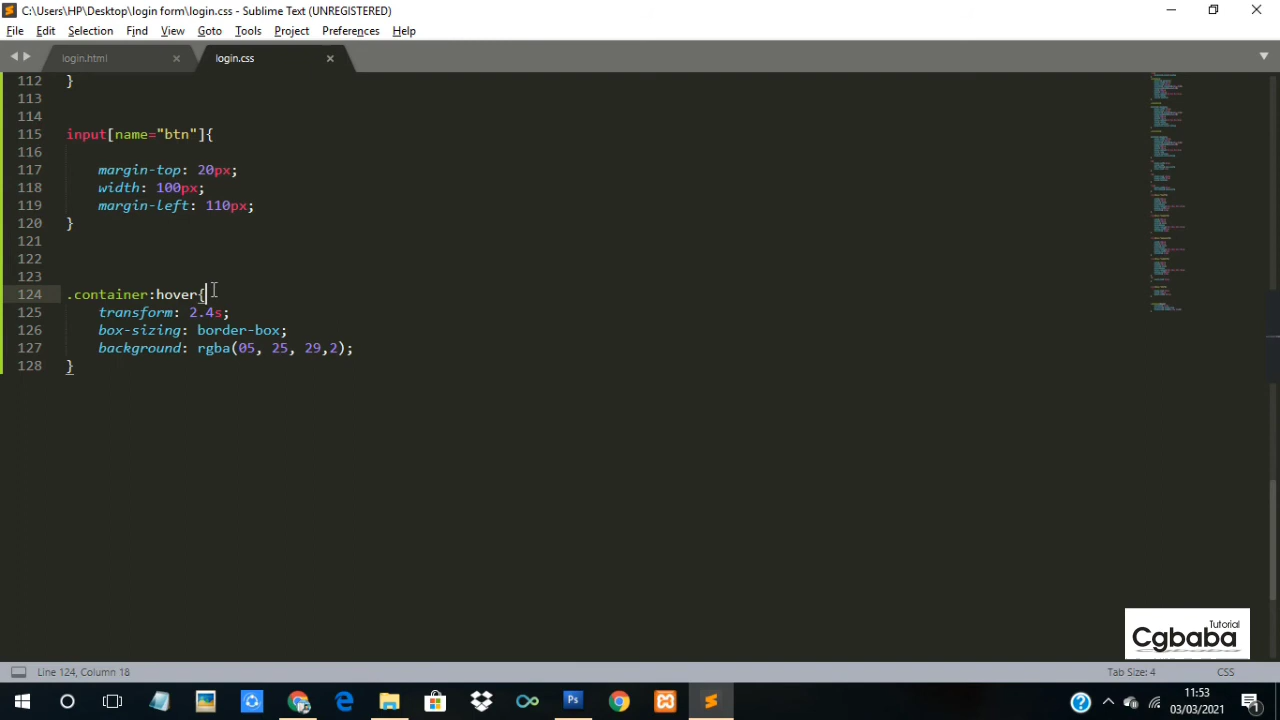 C:\Users\HP\Desktop\login form\login.css - Sublime Text (UNREGISTERED)
File Edit Selection Find View Goto Tools Project Preferences Help
login.html login.css
112 }
113
114
115 input[name="btn"]{
116
117 margin-top: 20px;
118 width: 100px;
119 margin-left: 110px;
120 }
121
122
123
124 .container:hover{
125 transform: 2.4s;
126 box-sizing: border-box;
127 background: rgba(05, 25, 29,2);
128 }
Tutorial
Cgbaba
Line 124, Column 18 Tab Size: 4 CSS
11:53
03/03/2021